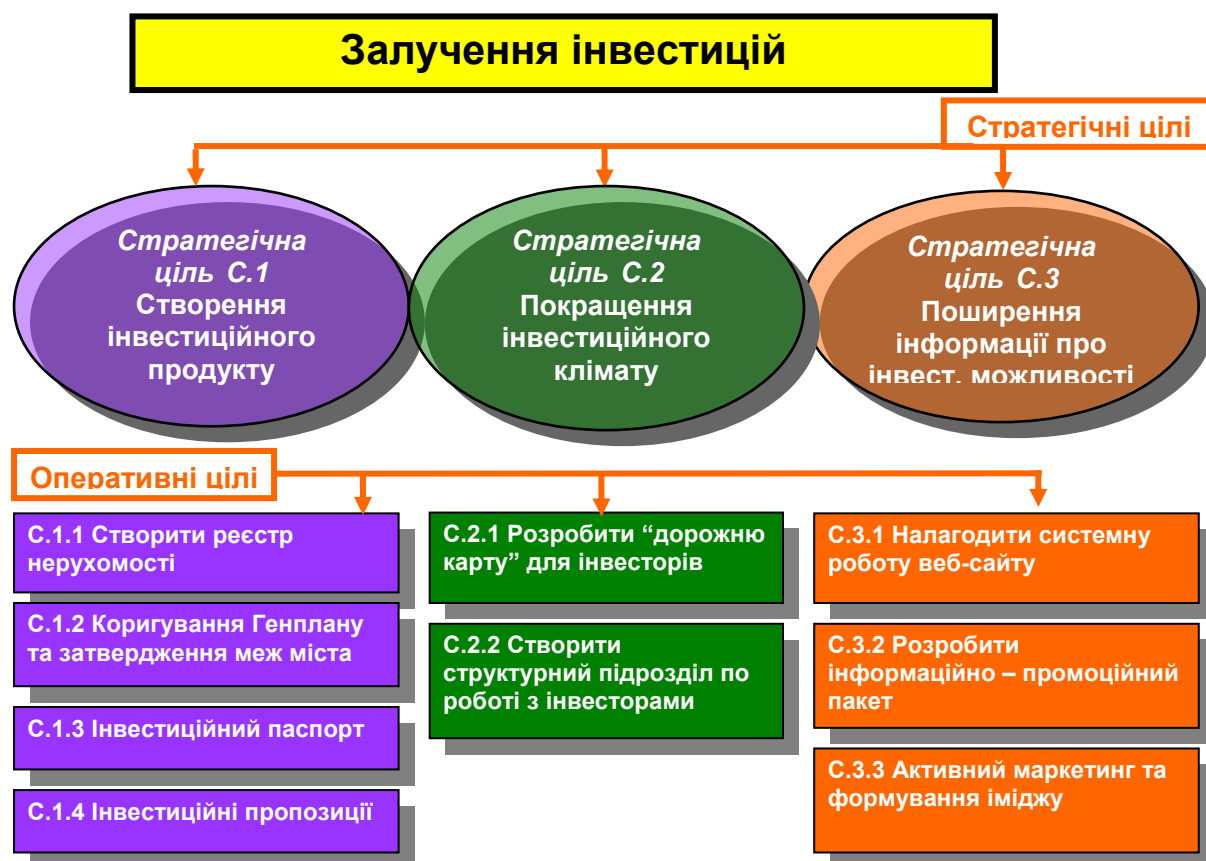 Залучення інвестицій
Стратегічні цілі
Стратегічна
ціль С.1
Створення
інвестиційного
продукту
Стратегічна
ціль С.2
Покращення
інвестиційного
клімату
Стратегічна
ціль С.3
Поширення
інформації про
інвест. можливості
Оперативні цілі
С.1.1 Створити реєстр
нерухомості
С.1.2 Коригування Генплану
та затвердження меж міста
С.1.3 Інвестиційний паспорт
С.1.4 Інвестиційні пропозиції
С.2.1 Розробити “дорожню
карту” для інвесторів
С.2.2 Створити
структурний підрозділ по
роботі з інвесторами
С.3.1 Налагодити системну
роботу веб-сайту
С.3.2 Розробити
інформаційно – промоційний
пакет
С.3.3 Активний маркетинг та
формування іміджу